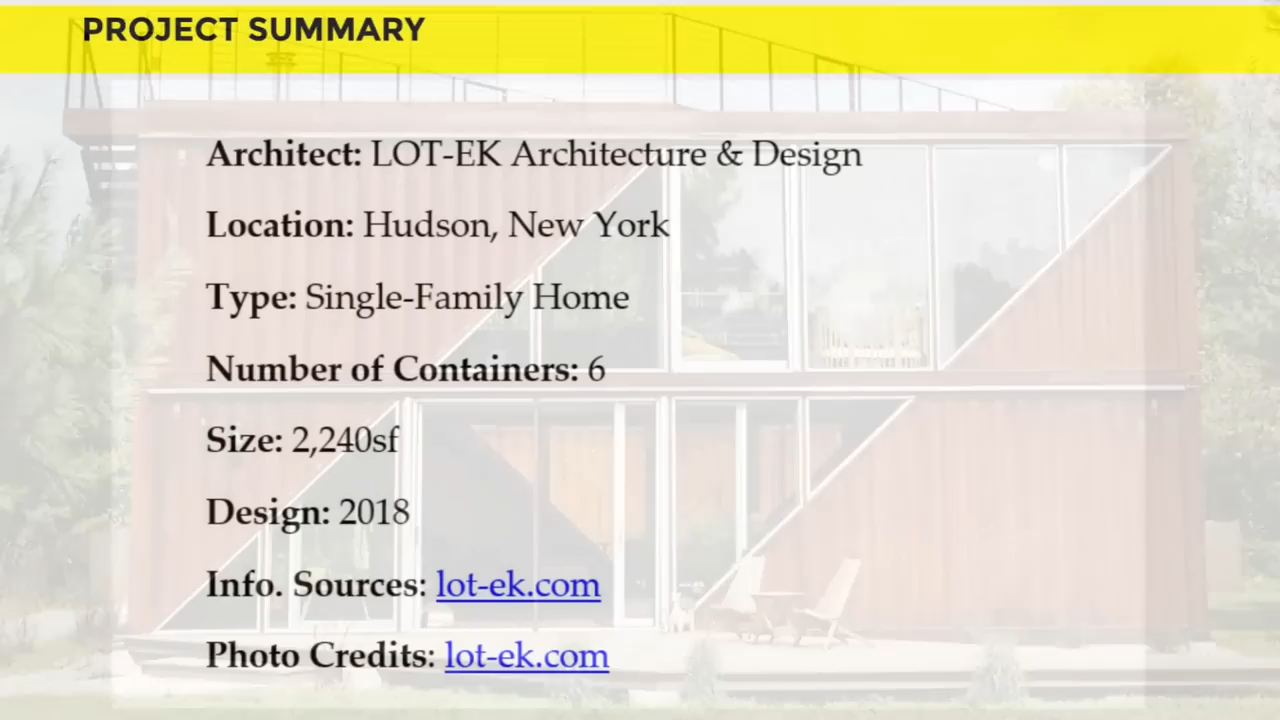 PROJECT SUMMARY
Architect: LOT-EK Architecture & Design
Location: Hudson, New York
Type: Single-Family Home
Number of Containers: 6
Size: 2,240sf
Design: 2018
Info. Sources: lot-ek.com
Photo Credits: lot-ek.com